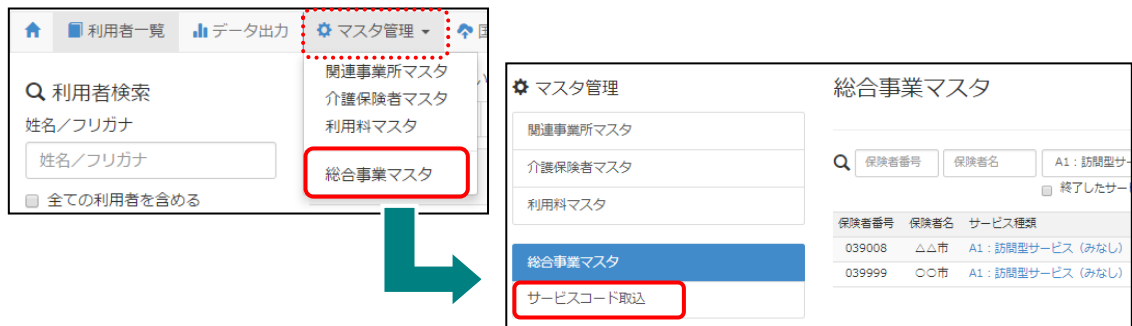 利用者一覧 データ出力 マスタ管理
関連事業所マスタ
介護保険者マスタ
利用料マスタ
総合事業マスタ
利用者検索
姓名／フリガナ
姓名／フリガナ
全ての利用者を含める
マスタ管理
関連事業所マスタ
介護保険者マスタ
利用料マスタ
総合事業マスタ
サービスコード取込
総合事業マスタ
保険者番号 保険者名 A1：訪問型サー
終了したサー
保険者番号 保険者名 サービス種類
039008 △△市 A1：訪問型サービス（みなし）
039999 〇〇市 A1：訪問型サービス（みなし）